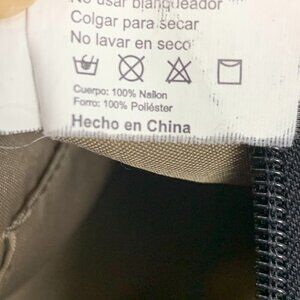 No usar blanqueador
Colgar para secar
No lavar en seco
Cuerpo: 100% Nailon
Forro: 100% Poliéster
Hecho en China